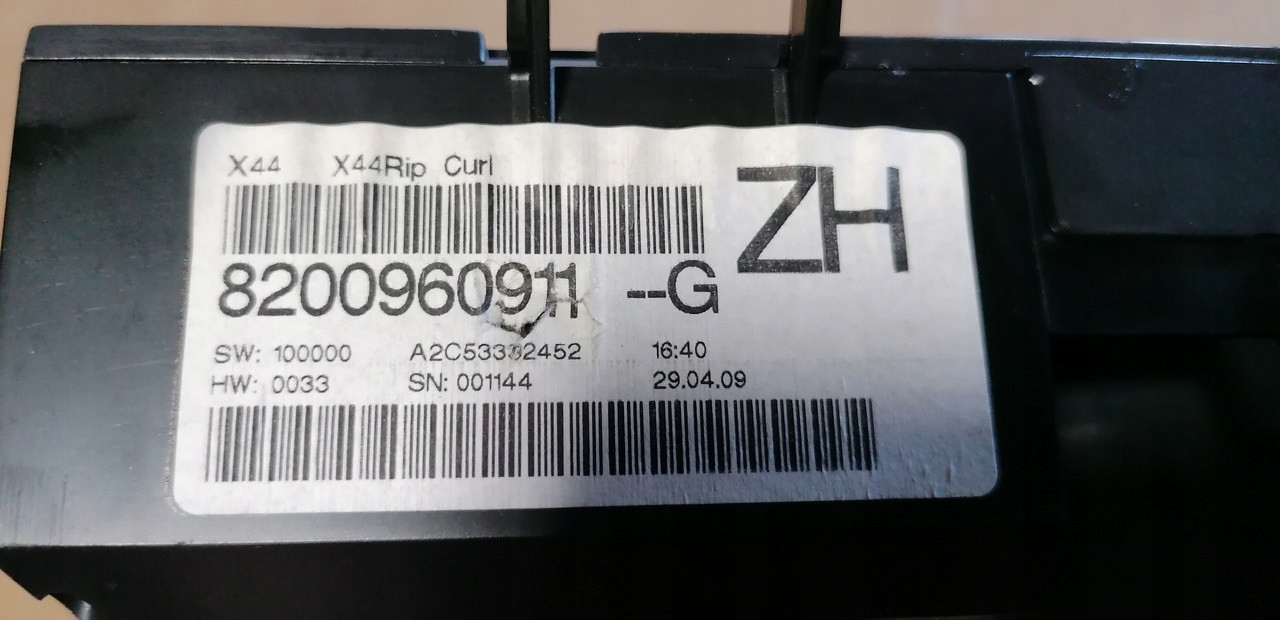 X44 X44Rip Curl
ZH
8200960911 --G
SW: 100000 16:40
HW: 0033 SN: 001144 29.04.09